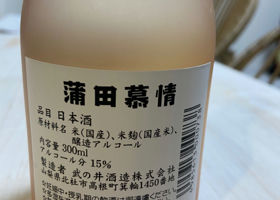 蒲田慕情
品目 日本酒
原材料名 米(国産)、米麹(国産米)、
醸造アルコール
内容量 300ml
アルコール分 15%
製造者 武の井酒造株式会社
山梨県北杜市高根町箕輪1450番地